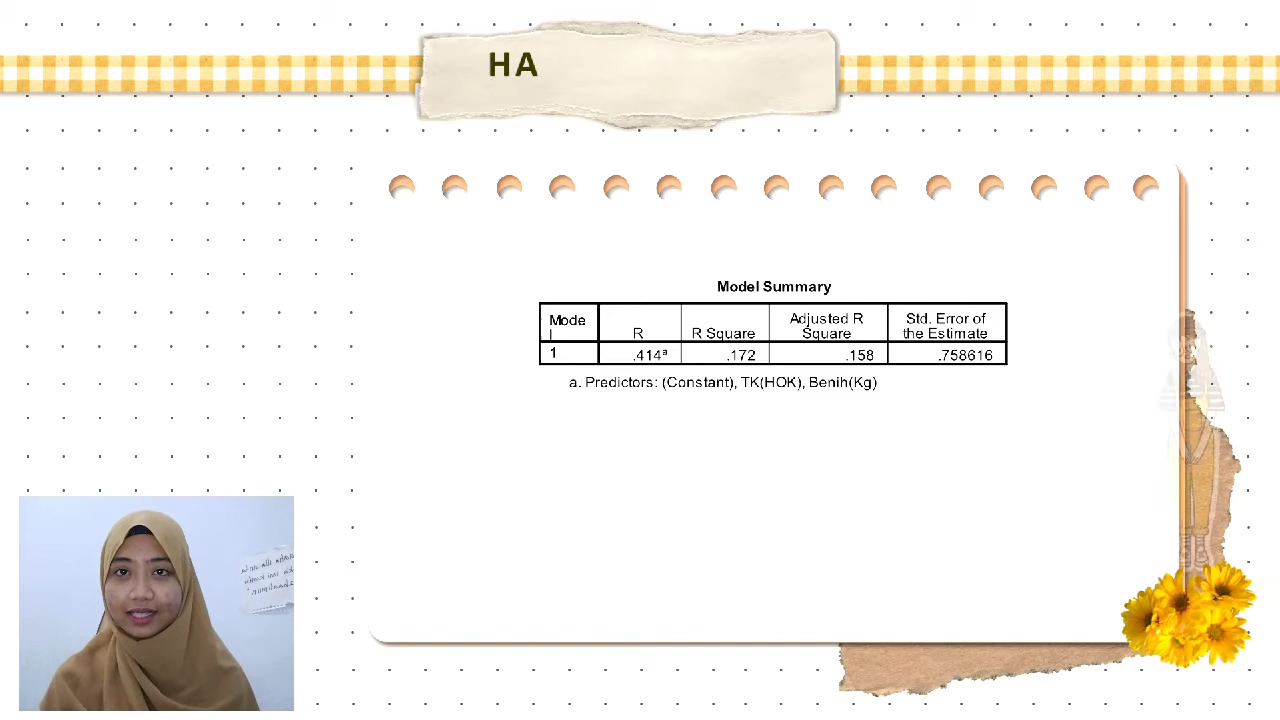 HA
Model Summary
Mode
l
R
R Square
Adjusted R
Square
Std. Error of
the Estimate
1
.414ª
.172
.158
.758616
a. Predictors: (Constant), TK(HOK), Benih(Kg)